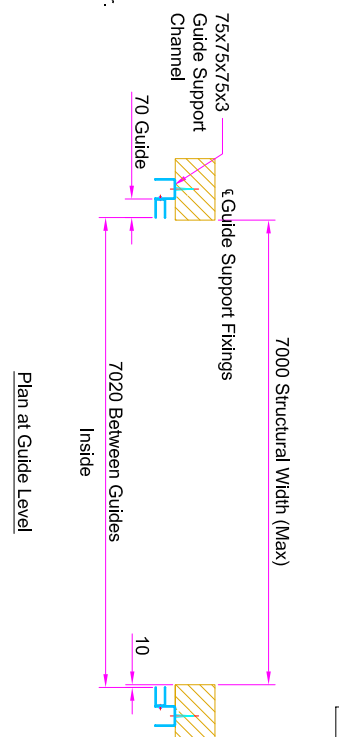 75x75x75x3
Guide Support
Channel
70 Guide
℄Guide Support Fixings
7000 Structural Width (Max)
7020 Between Guides
Inside
10
Plan at Guide Level